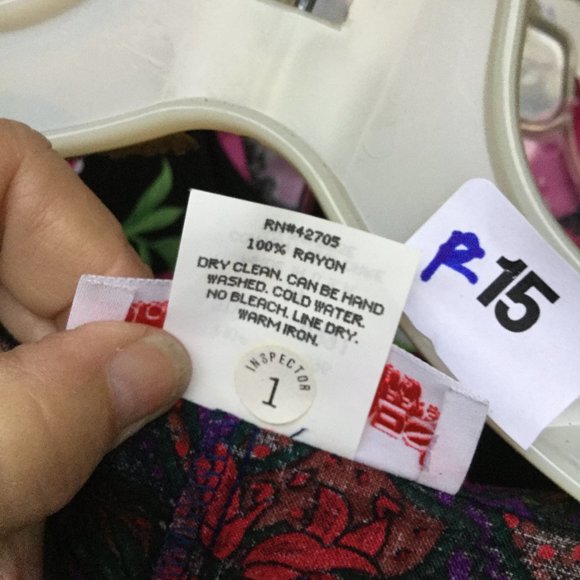 RN#42705
100% RAYON
DRY CLEAN. CAN BE HAND
WASHED. COLD WATER.
NO BLEACH. LINE DRY.
WARM IRON.
INSPECTOR
1
R 15